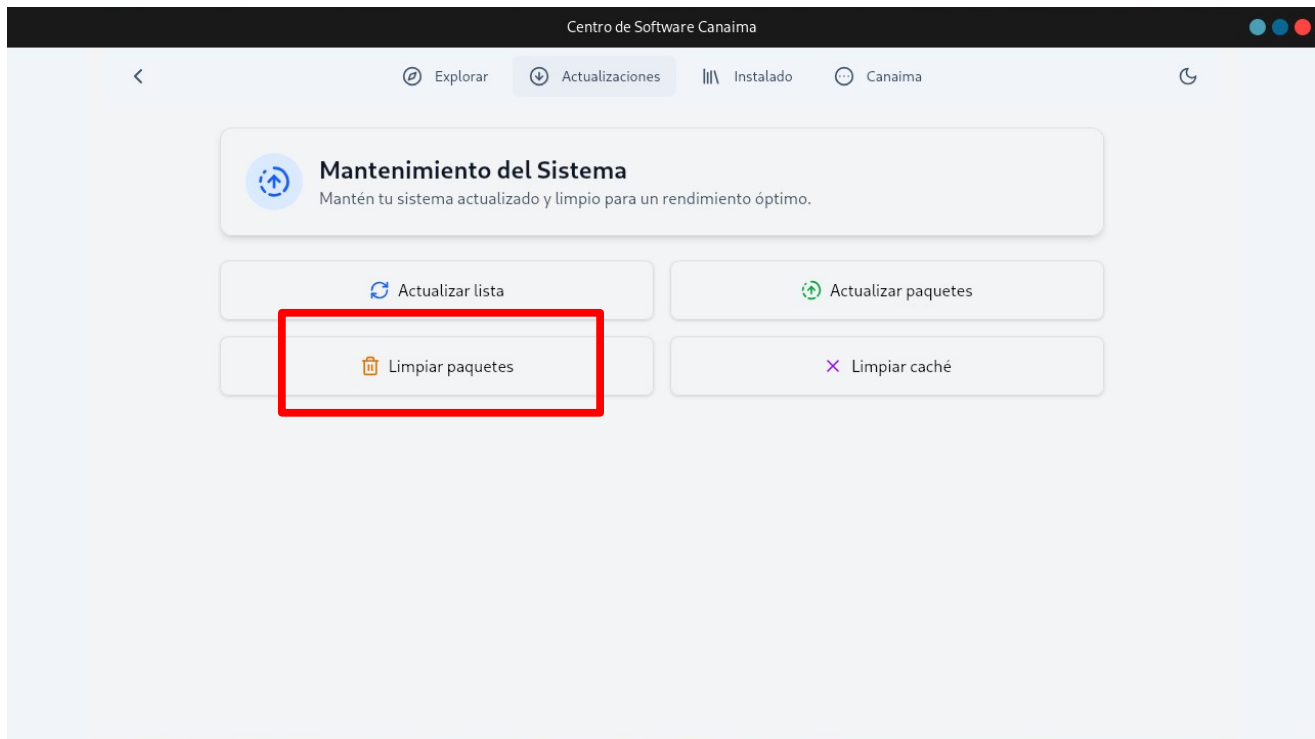 Centro de Software Canaima
Explorar
Actualizaciones
Instalado
Canaima
Mantenimiento del Sistema
Mantén tu sistema actualizado y limpio para un rendimiento óptimo.
Actualizar lista
Actualizar paquetes
Limpiar paquetes
Limpiar caché